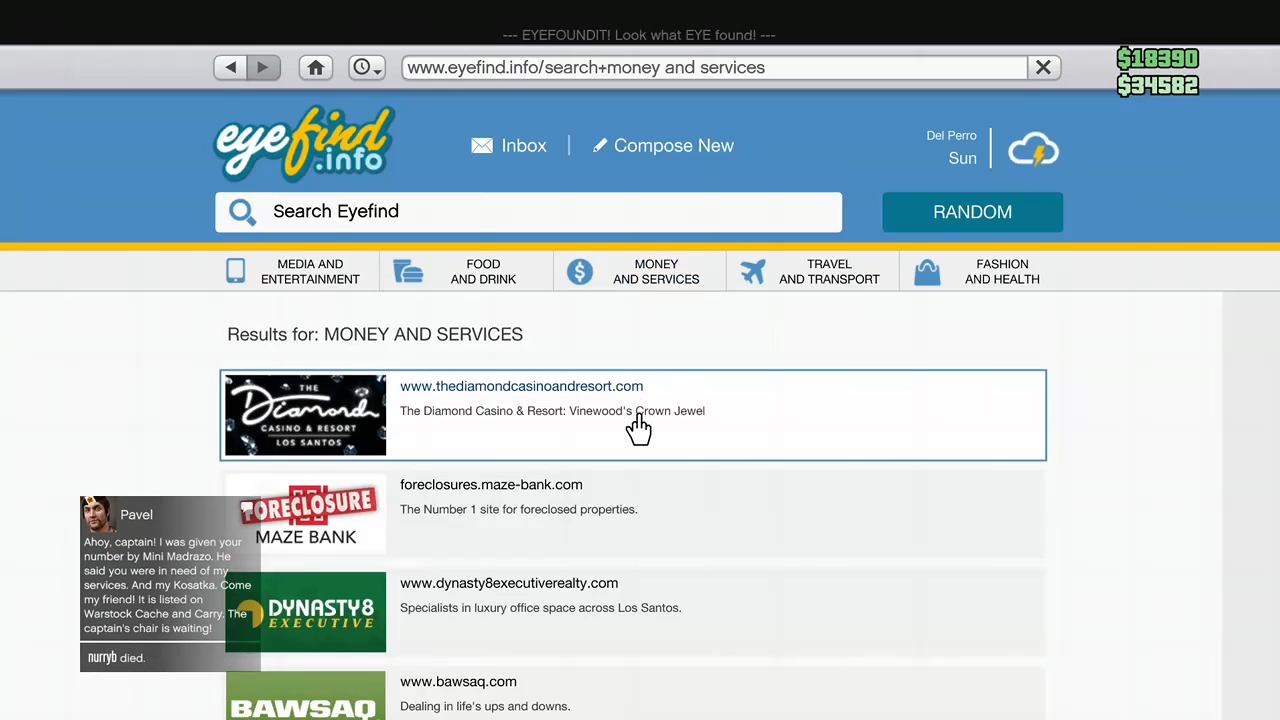 --- EYEFOUNDIT! Look what EYE found! ---
www.eyefind.info/search+money and services
$18390
$34582
eyefind
.info
Inbox
Compose New
Del Perro
Sun
Search Eyefind
RANDOM
MEDIA AND
ENTERTAINMENT
FOOD
AND DRINK
MONEY
AND SERVICES
TRAVEL
AND TRANSPORT
FASHION
AND HEALTH
Results for: MONEY AND SERVICES
THE
Diamond
CASINO & RESORT
LOS SANTOS
www.thediamondcasinoandresort.com
The Diamond Casino & Resort: Vinewood's Crown Jewel
FORECLOSURE
MAZE BANK
foreclosures.maze-bank.com
The Number 1 site for foreclosed properties.
Pavel
Ahoy, captain! I was given your
number by Mini Madrazo. He
said you were in need of my
services. And my Kosatka. Come
my friend! It is listed on
Warstock Cache and Carry. The
captain's chair is waiting!
nurryb died.
DYNASTY8
EXECUTIVE
www.dynasty8executiverealty.com
Specialists in luxury office space across Los Santos.
BAWSAQ
www.bawsaq.com
Dealing in life's ups and downs.